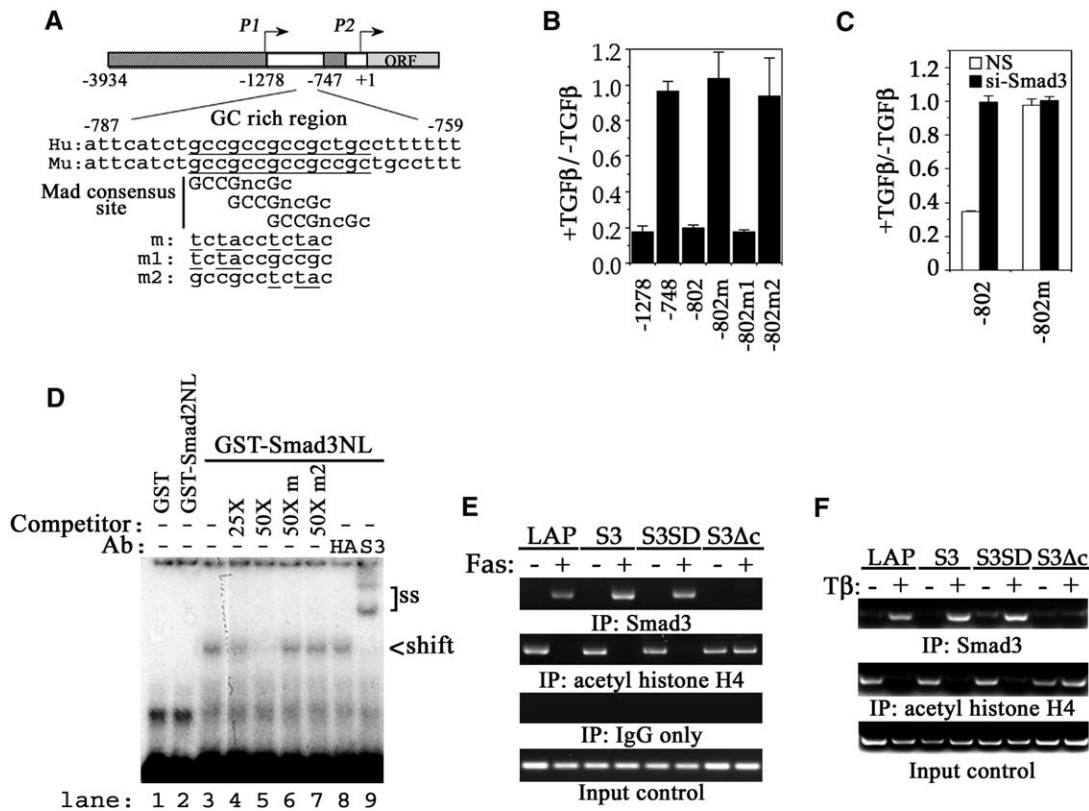 A
P1 P2
ORF
-3934 -1278 -747 +1
-787 GC rich region -759
Hu:attcatctgccgccgccgctgccttttttt
Mu:attcatctgccgccgccgccgctgccttt
Mad consensus site
GCCGncGc
GCCGncGc
GCCGncGc
m: tctacctctac
m1: tctaccgccgc
m2: gccgcctctac
B
+TGFβ/-TGFβ
1.2
1.0
0.8
0.6
0.4
0.2
0.0
-1278 -748 -802 -802m -802m1 -802m2
C
NS
si-Smad3
+TGFβ/-TGFβ
1.2
1.0
0.8
0.6
0.4
0.2
0
-802 -802m
D
GST GST-Smad2NL GST-Smad3NL
Competitor: - - - 25X 50X 50X m 50X m2 - -
Ab: - - - - - - - HA S3
]ss
<shift
lane: 1 2 3 4 5 6 7 8 9
E
LAP S3 S3SD S3Δc
Fas: - + - + - + - +
IP: Smad3
IP: acetyl histone H4
IP: IgG only
Input control
F
LAP S3 S3SD S3Δc
Tβ: - + - + - + - +
IP: Smad3
IP: acetyl histone H4
Input control